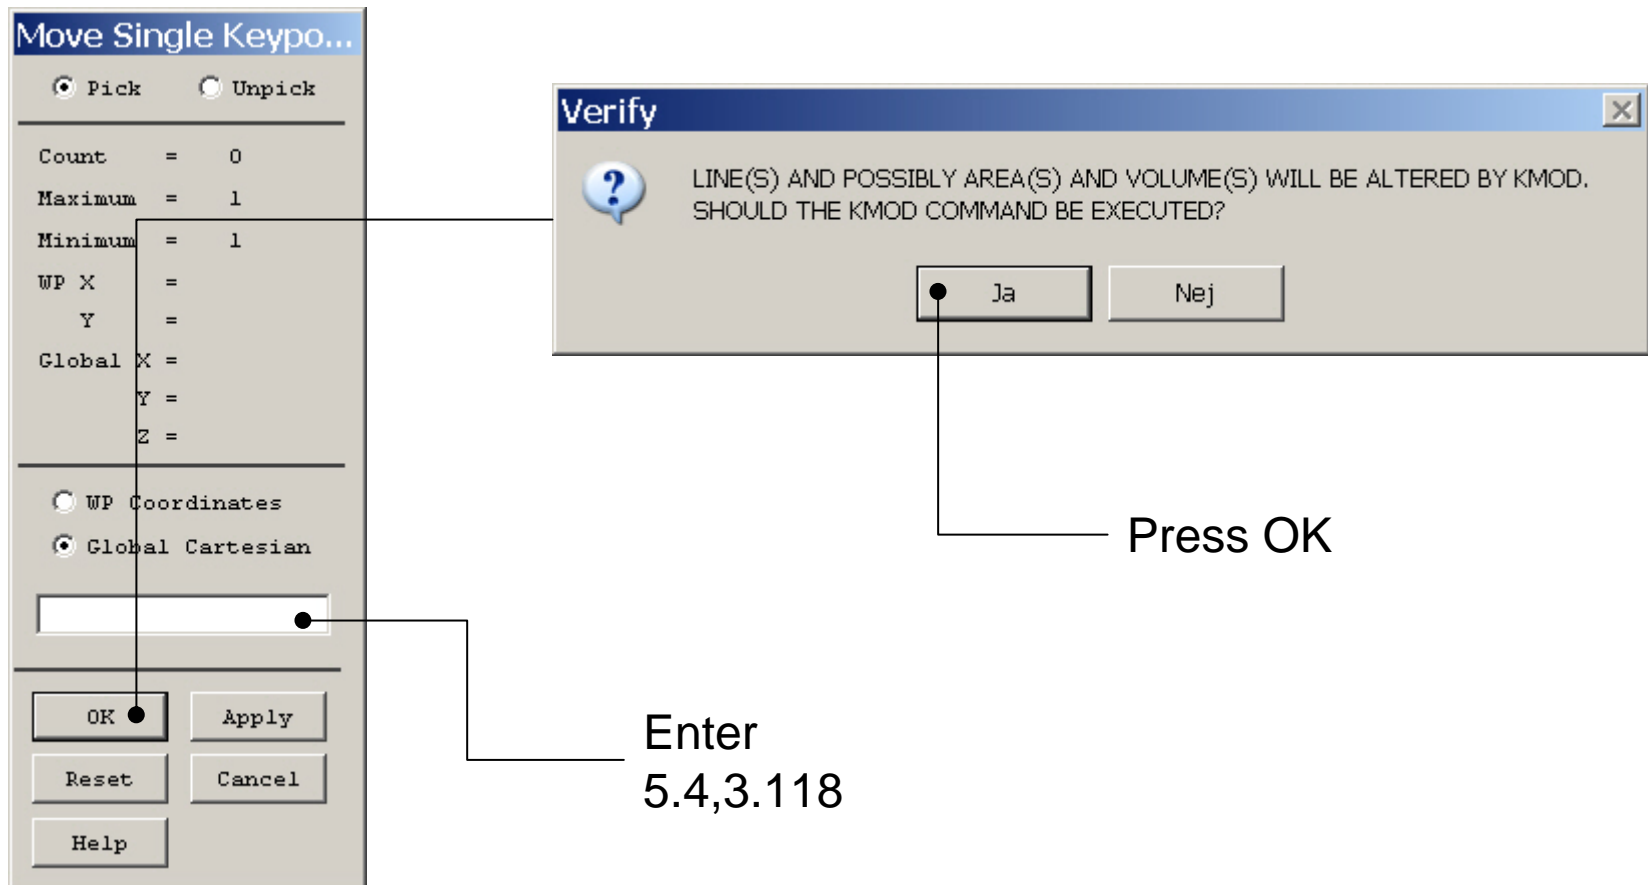 Move Single Keypo...
Pick Unpick
Count = 0
Maximum = 1
Minimum = 1
WP X =
Y =
Global X =
Y =
Z =
WP Coordinates
Global Cartesian
OK Apply
Reset Cancel
Help
Verify
LINE(S) AND POSSIBLY AREA(S) AND VOLUME(S) WILL BE ALTERED BY KMOD.
SHOULD THE KMOD COMMAND BE EXECUTED?
Ja Nej
Press OK
Enter
5.4,3.118